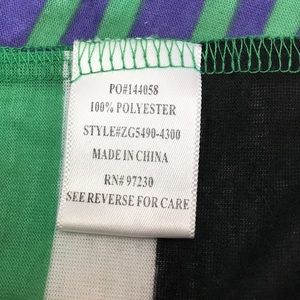 PO#144058
100% POLYESTER
STYLE#ZG5490-4300
MADE IN CHINA
RN# 97230
SEE REVERSE FOR CARE